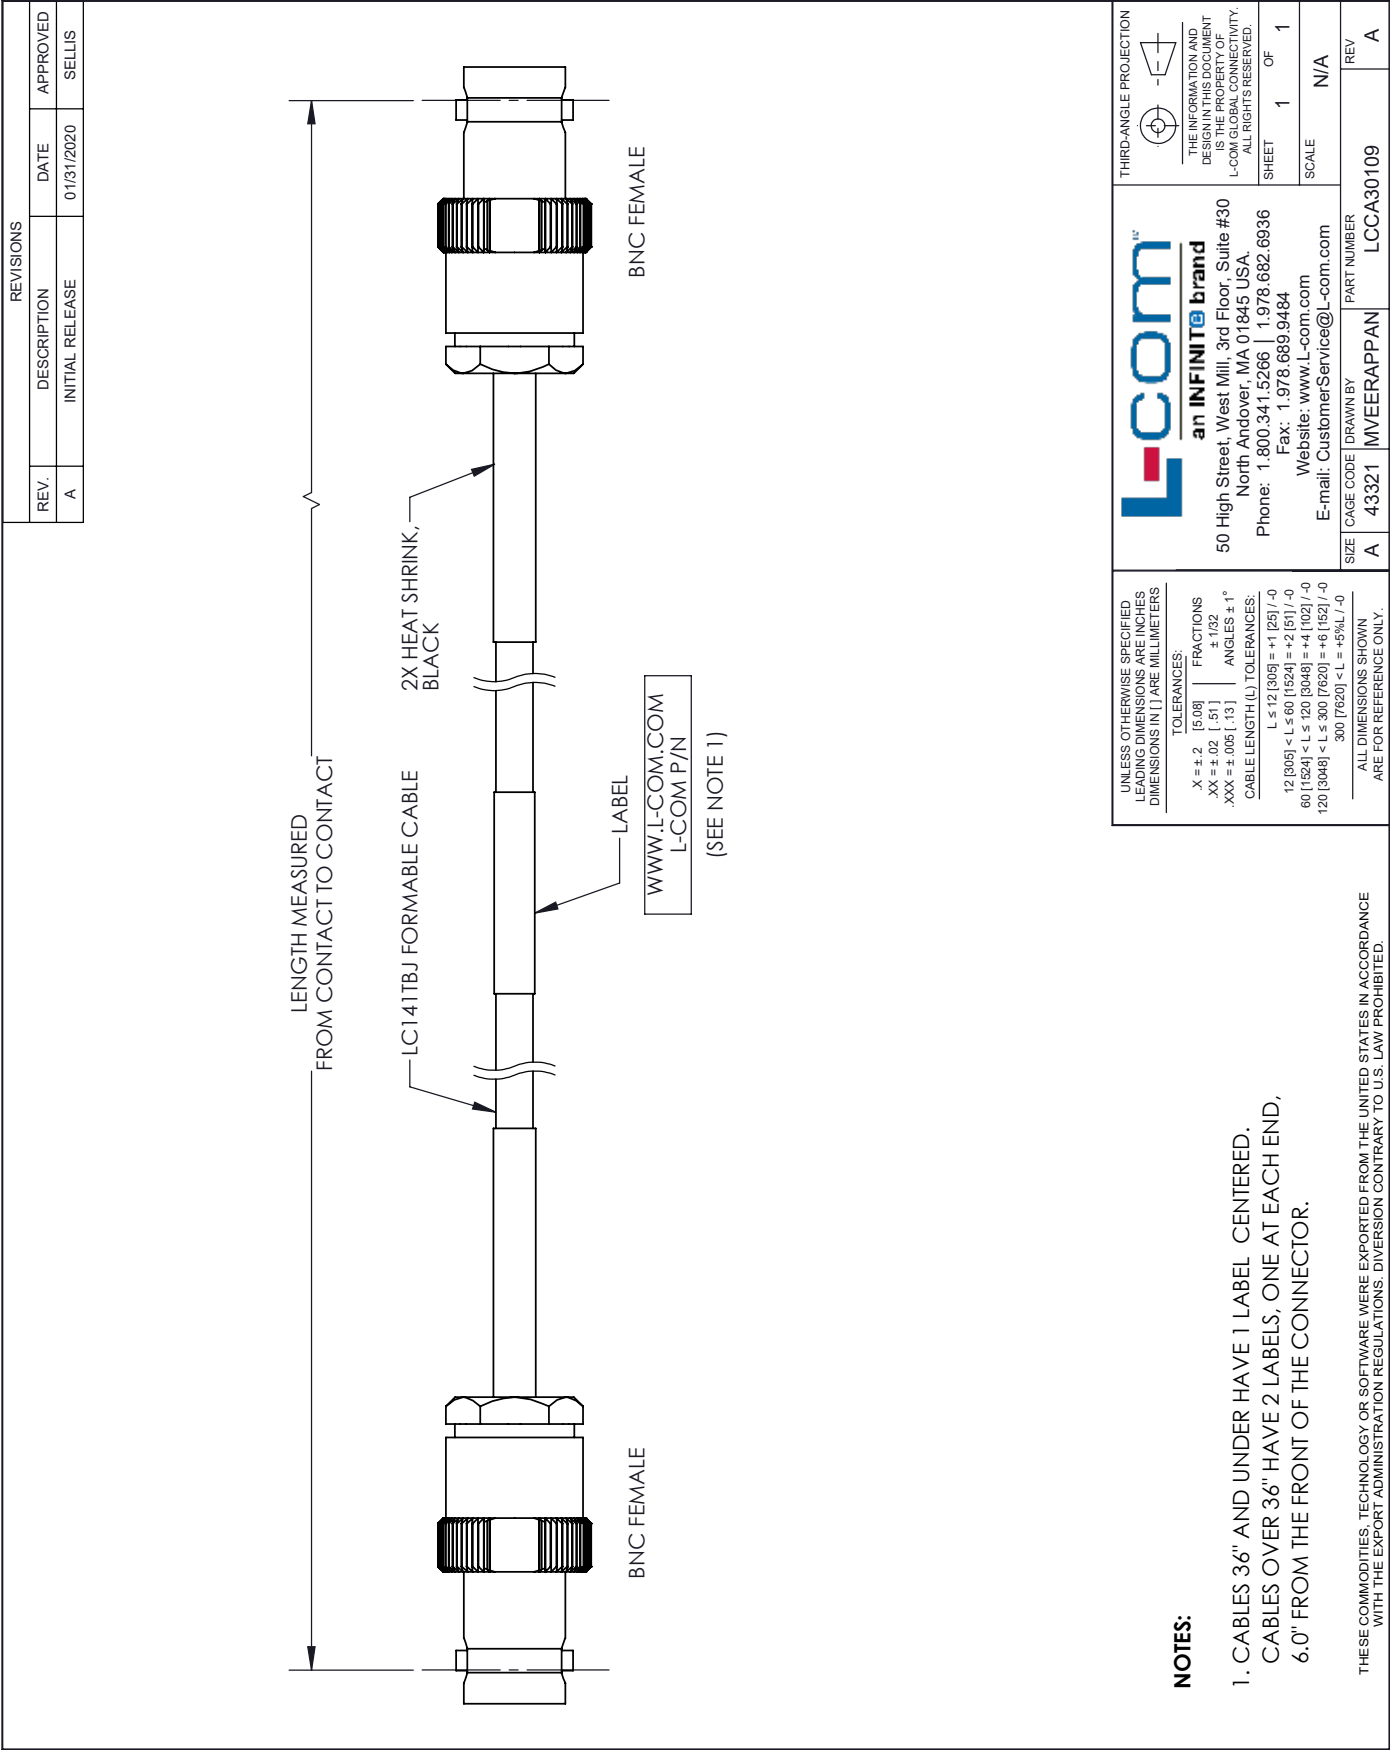 REVISIONS
REV. DESCRIPTION DATE APPROVED
A INITIAL RELEASE 01/31/2020 SELLIS
LENGTH MEASURED
FROM CONTACT TO CONTACT
LC141TBJ FORMABLE CABLE
2X HEAT SHRINK,
BLACK
BNC FEMALE
BNC FEMALE
LABEL
WWW.L-COM.COM
L-COM P/N
(SEE NOTE 1)
NOTES:
1. CABLES 36" AND UNDER HAVE 1 LABEL CENTERED.
CABLES OVER 36" HAVE 2 LABELS, ONE AT EACH END,
6.0" FROM THE FRONT OF THE CONNECTOR.
THESE COMMODITIES, TECHNOLOGY OR SOFTWARE WERE EXPORTED FROM THE UNITED STATES IN ACCORDANCE
WITH THE EXPORT ADMINISTRATION REGULATIONS. DIVERSION CONTRARY TO U.S. LAW PROHIBITED.
UNLESS OTHERWISE SPECIFIED
LEADING DIMENSIONS ARE INCHES
DIMENSIONS IN [ ] ARE MILLIMETERS
TOLERANCES:
.X = ±.2 [5.08] FRACTIONS
.XX = ±.02 [ .51 ] ± 1/32
.XXX = ±.005 [ .13 ] ANGLES ± 1°
CABLE LENGTH (L) TOLERANCES:
L ≤ 12 [305] = +1 [25] / -0
12 [305] < L ≤ 60 [1524] = +2 [51] / -0
60 [1524] < L ≤ 120 [3048] = +4 [102] / -0
120 [3048] < L ≤ 300 [7620] = +6 [152] / -0
300 [7620] < L = +5%L / -0
ALL DIMENSIONS SHOWN
ARE FOR REFERENCE ONLY.
L-com
an INFINIT@ brand
50 High Street, West Mill, 3rd Floor, Suite #30
North Andover, MA 01845 USA.
Phone: 1.800.341.5266 | 1.978.682.6936
Fax: 1.978.689.9484
Website: www.L-com.com
E-mail: CustomerService@L-com.com
THIRD-ANGLE PROJECTION
THE INFORMATION AND
DESIGN IN THIS DOCUMENT
IS THE PROPERTY OF
L-COM GLOBAL CONNECTIVITY.
ALL RIGHTS RESERVED.
SHEET 1 OF 1
SCALE N/A
SIZE CAGE CODE DRAWN BY PART NUMBER REV
A 43321 MVEERAPPAN LCCA30109 A